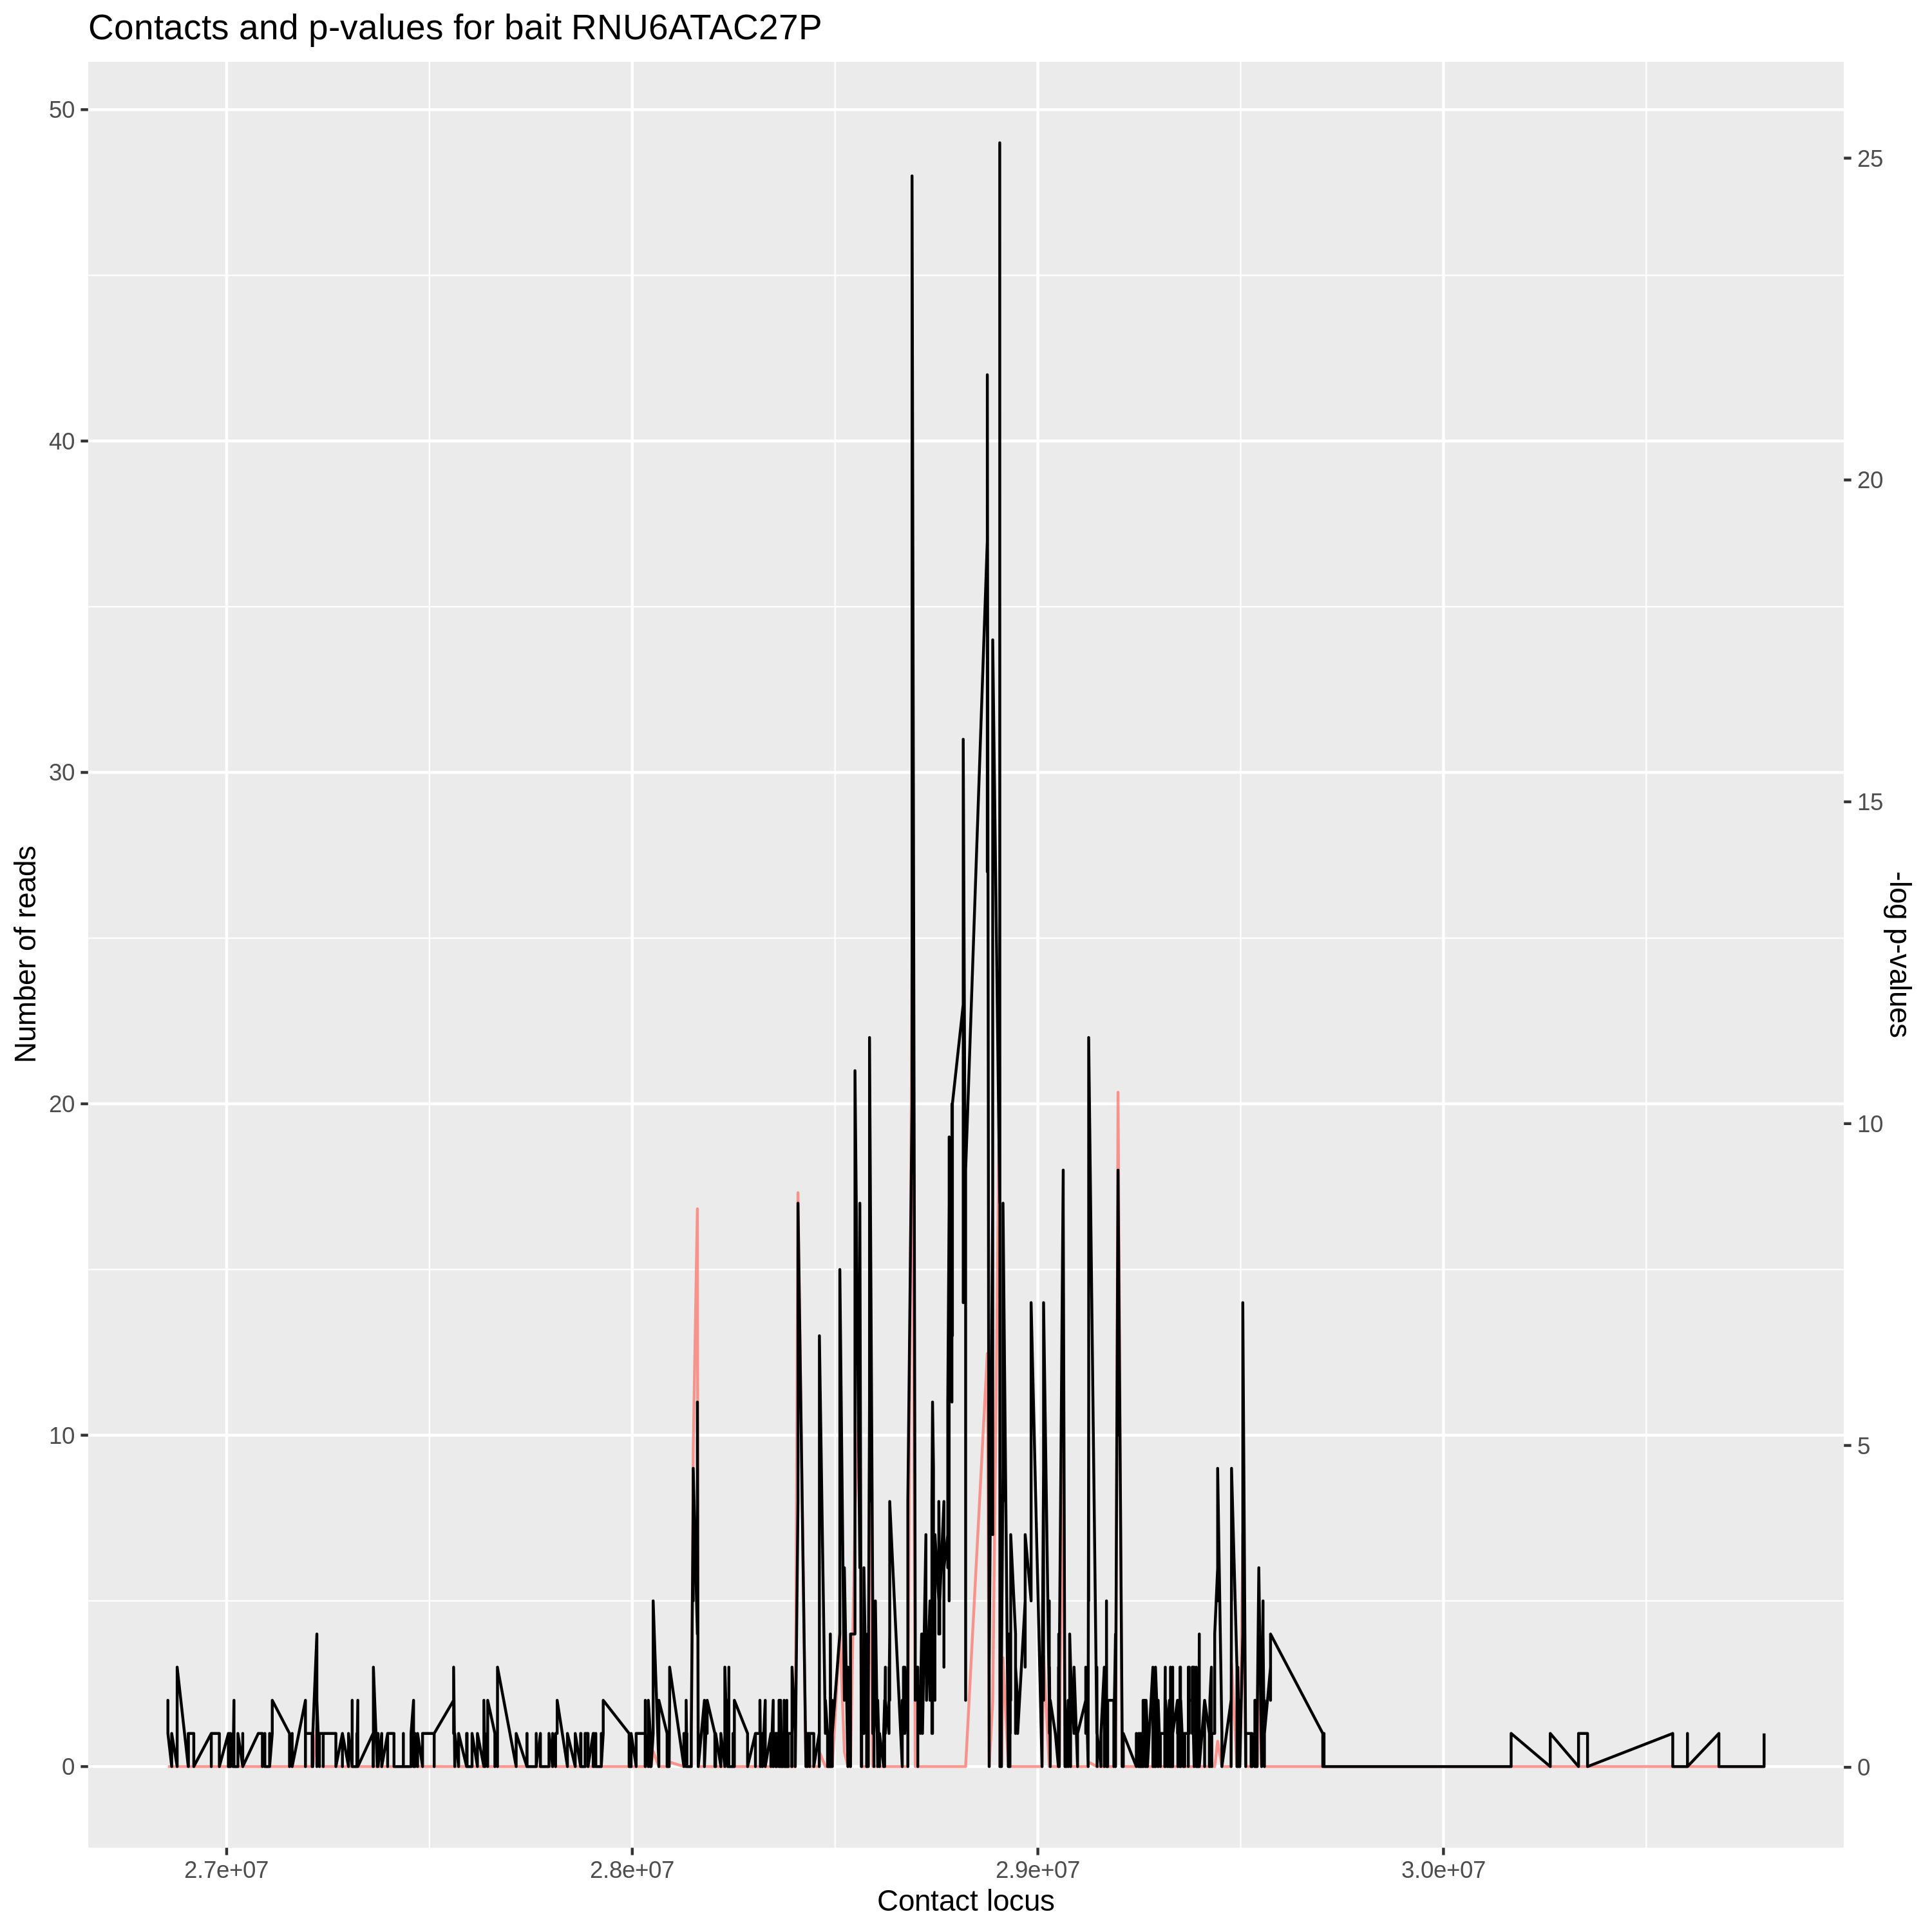 Contacts and p-values for bait RNU6ATAC27P
50
40
30
20
10
0
Number of reads
25
20
15
10
5
0
-log p-values
2.7e+07
2.8e+07
2.9e+07
3.0e+07
Contact locus